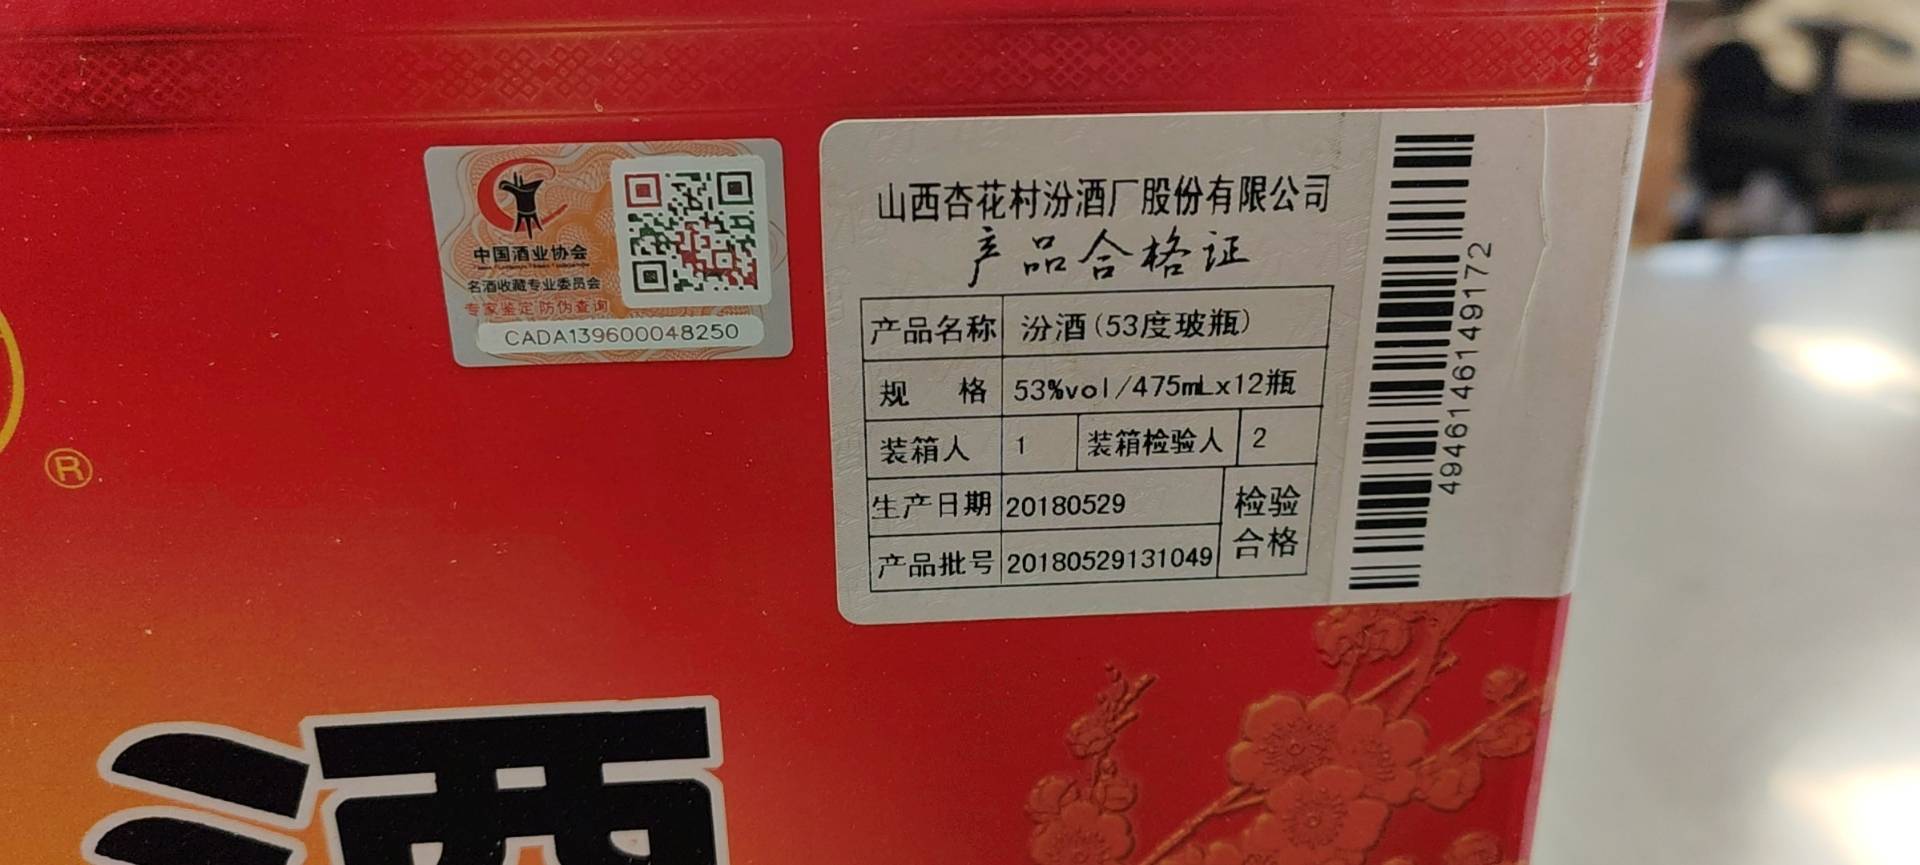 ®
中国酒业协会
名酒收藏专业委员会
专家鉴定 防伪查询
CADA139600048250
山西杏花村汾酒厂股份有限公司
产品合格证
产品名称 汾酒(53度玻瓶)
规 格 53%vol/475mLx12瓶
装箱人 1 装箱检验人 2
生产日期 20180529 检验
产品批号 20180529131049 合格
49461461491​72
酒